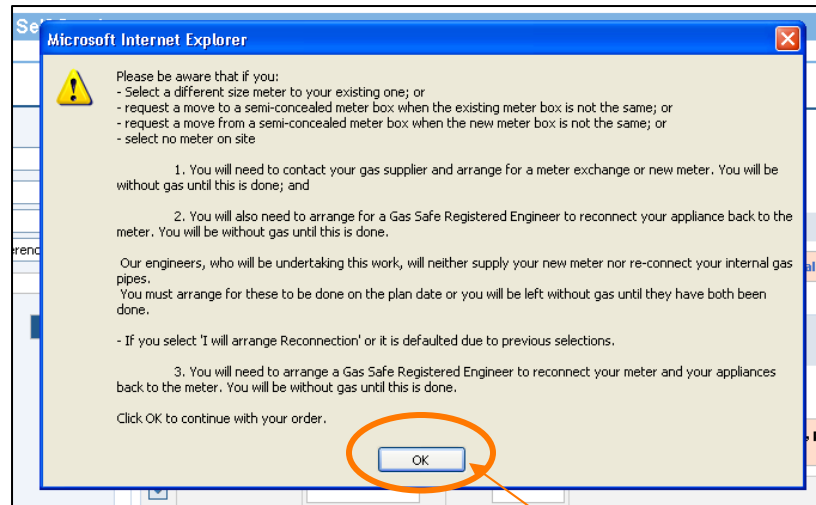 Se
Microsoft Internet Explorer
Please be aware that if you:
- Select a different size meter to your existing one; or
- request a move to a semi-concealed meter box when the existing meter box is not the same; or
- request a move from a semi-concealed meter box when the new meter box is not the same; or
- select no meter on site
1. You will need to contact your gas supplier and arrange for a meter exchange or new meter. You will be
without gas until this is done; and
2. You will also need to arrange for a Gas Safe Registered Engineer to reconnect your appliance back to the
meter. You will be without gas until this is done.
Our engineers, who will be undertaking this work, will neither supply your new meter nor re-connect your internal gas
pipes.
You must arrange for these to be done on the plan date or you will be left without gas until they have both been
done.
- If you select 'I will arrange Reconnection' or it is defaulted due to previous selections.
3. You will need to arrange a Gas Safe Registered Engineer to reconnect your meter and your appliances
back to the meter. You will be without gas until this is done.
Click OK to continue with your order.
OK